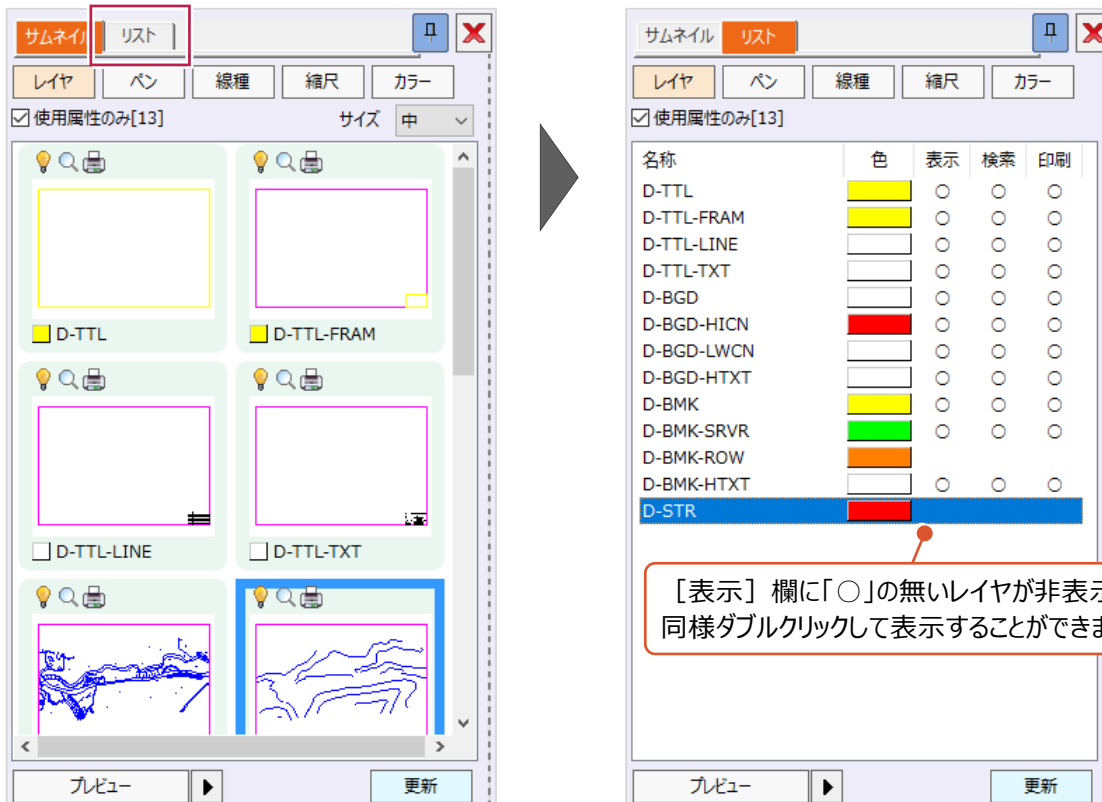 サムネイル リスト
レイヤ ペン 線種 縮尺 カラー
使用属性のみ[13] サイズ 中
D-TTL D-TTL-FRAM
D-TTL-LINE D-TTL-TXT
プレビュー 更新
サムネイル リスト
レイヤ ペン 線種 縮尺 カラー
使用属性のみ[13]
名称 色 表示 検索 印刷
D-TTL ○ ○ ○
D-TTL-FRAM ○ ○ ○
D-TTL-LINE ○ ○ ○
D-TTL-TXT ○ ○ ○
D-BGD ○ ○ ○
D-BGD-HICN ○ ○ ○
D-BGD-LWCN ○ ○ ○
D-BGD-HTXT ○ ○ ○
D-BMK ○ ○ ○
D-BMK-SRVR ○ ○ ○
D-BMK-ROW
D-BMK-HTXT ○ ○ ○
D-STR
［表示］欄に「○」の無いレイヤが非表示
同様ダブルクリックして表示することができま